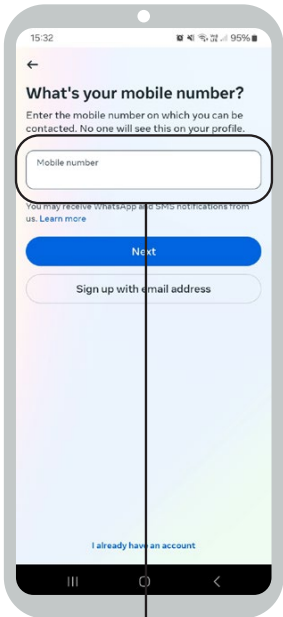 15:32
95%
What's your mobile number?
Enter the mobile number on which you can be
contacted. No one will see this on your profile.
Mobile number
You may receive WhatsApp and SMS notifications from
us. Learn more
Next
Sign up with email address
I already have an account